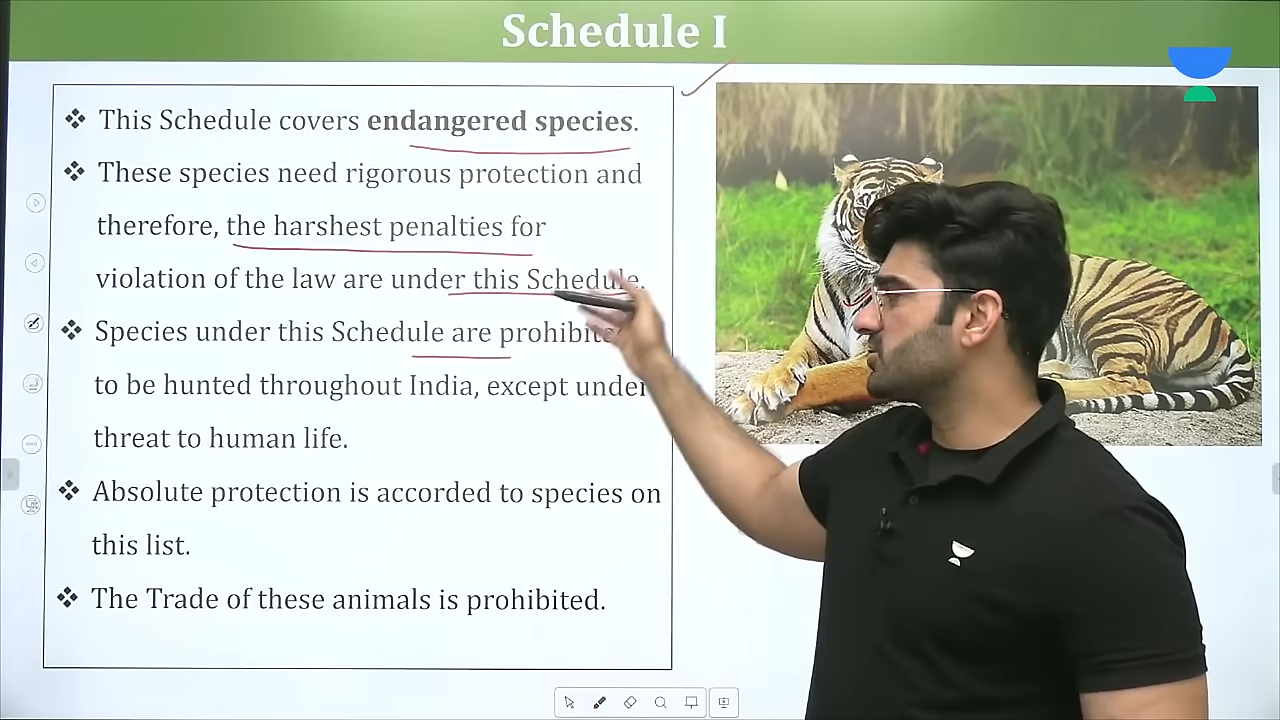 Schedule I
❖ This Schedule covers endangered species.
❖ These species need rigorous protection and
therefore, the harshest penalties for
violation of the law are under this Schedule.
❖ Species under this Schedule are prohibited
to be hunted throughout India, except under
threat to human life.
❖ Absolute protection is accorded to species on
this list.
❖ The Trade of these animals is prohibited.